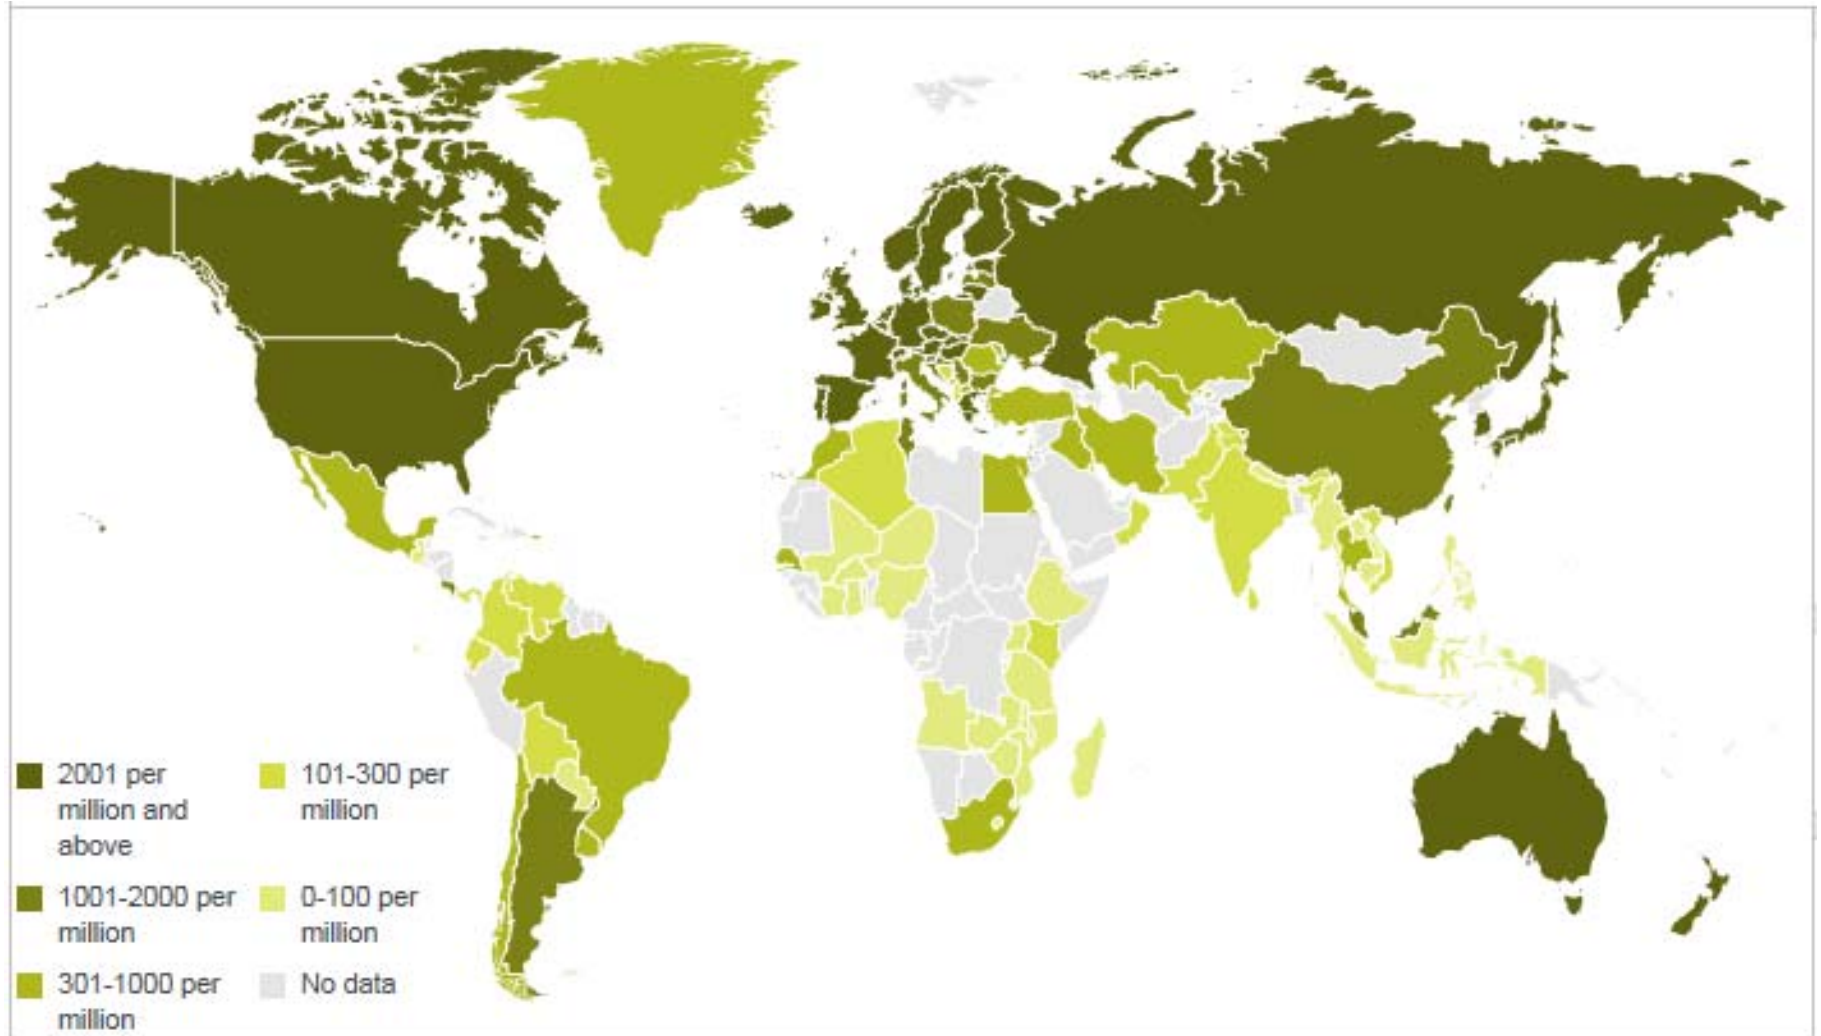 2001 per
million and
above
1001-2000 per
million
301-1000 per
million
101-300 per
million
0-100 per
million
No data